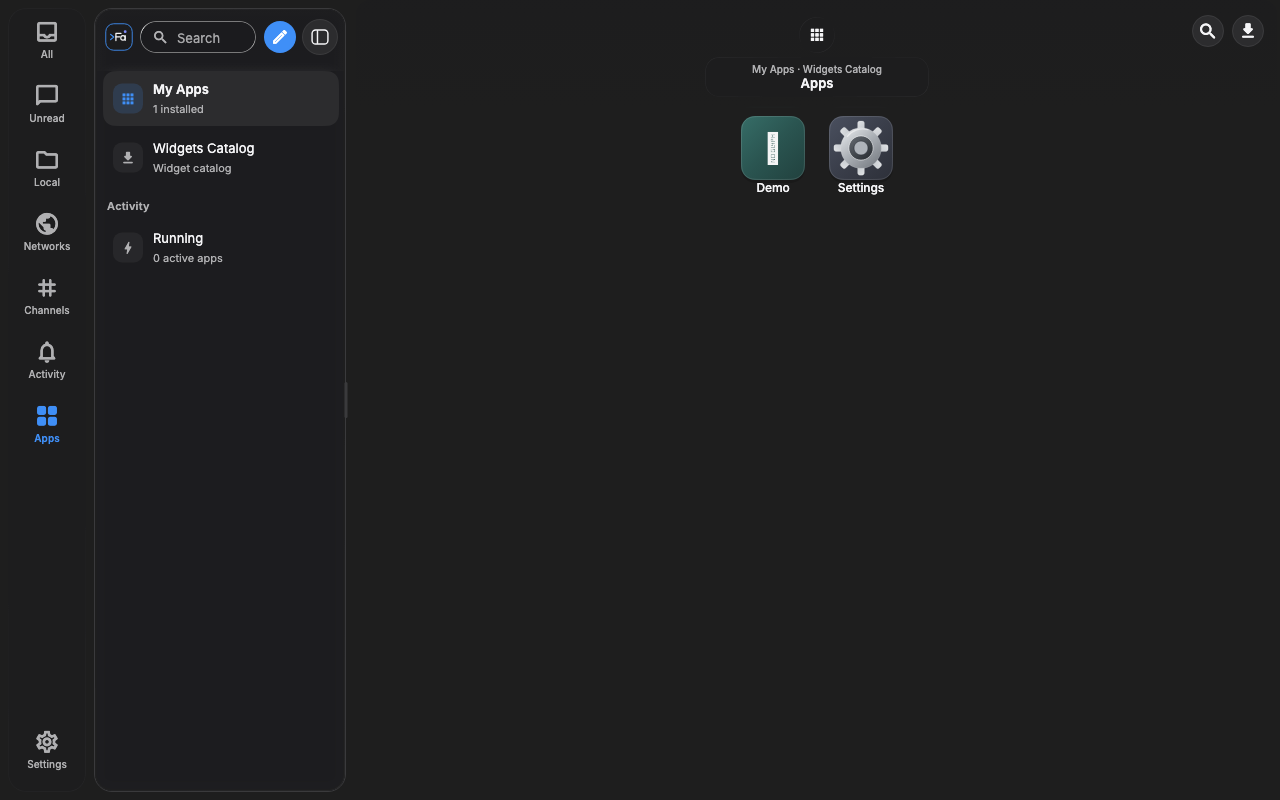 All
Unread
Local
Networks
Channels
Activity
Apps
Settings
>Fa
Search
My Apps
1 installed
Widgets Catalog
Widget catalog
Activity
Running
0 active apps
My Apps · Widgets Catalog
Apps
Demo
Settings